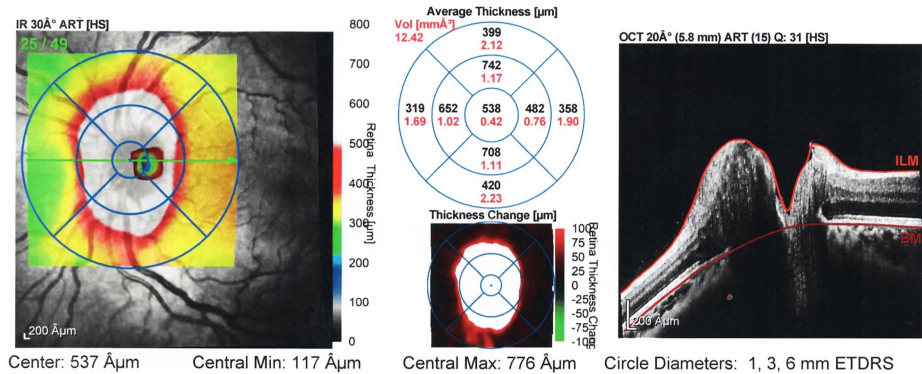 IR 30Å° ART [HS]
25 / 49
800
700
600
500
400
300
200
100
0
Retina Thickness [µm]
200 Âµm
Average Thickness [µm]
Vol [mmÂ³]
12.42
399
2.12
742
1.17
319 652 538 482 358
1.69 1.02 0.42 0.76 1.90
708
1.11
420
2.23
Thickness Change [µm]
100
75
50
25
0
-25
-50
-75
-100
OCT 20Å° (5.8 mm) ART (15) Q: 31 [HS]
ILM
BM
200 Âµm
Center: 537 Âµm Central Min: 117 Âµm Central Max: 776 Âµm Circle Diameters: 1, 3, 6 mm ETDRS